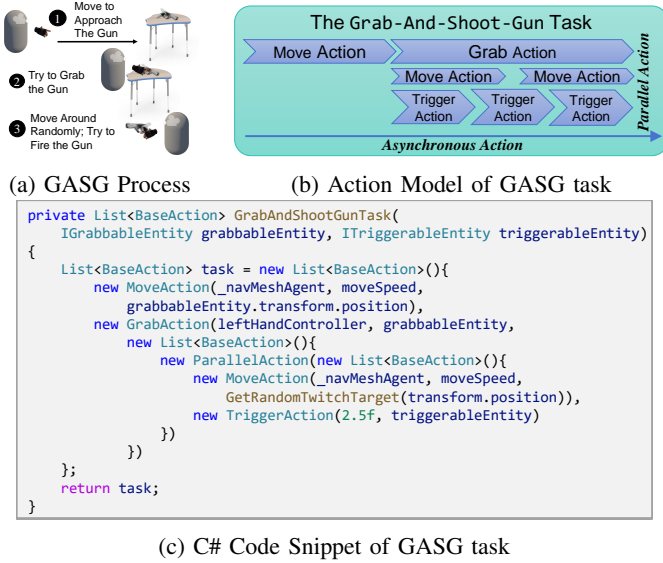 1 Move to
Approach
The Gun
2 Try to Grab
the Gun
3 Move Around
Randomly; Try to
Fire the Gun
(a) GASG Process
The Grab-And-Shoot-Gun Task
Move Action Grab Action
Move Action Move Action
Trigger Action Trigger Action Trigger Action
Parallel Action
Asynchronous Action
(b) Action Model of GASG task
private List<BaseAction> GrabAndShootGunTask(
IGrabbableEntity grabbableEntity, ITriggerableEntity triggerableEntity)
{
List<BaseAction> task = new List<BaseAction>(){
new MoveAction(_navMeshAgent, moveSpeed,
grabbableEntity.transform.position),
new GrabAction(leftHandController, grabbableEntity,
new List<BaseAction>(){
new ParallelAction(new List<BaseAction>(){
new MoveAction(_navMeshAgent, moveSpeed,
GetRandomTwitchTarget(transform.position)),
new TriggerAction(2.5f, triggerableEntity)
})
})
};
return task;
}
(c) C# Code Snippet of GASG task